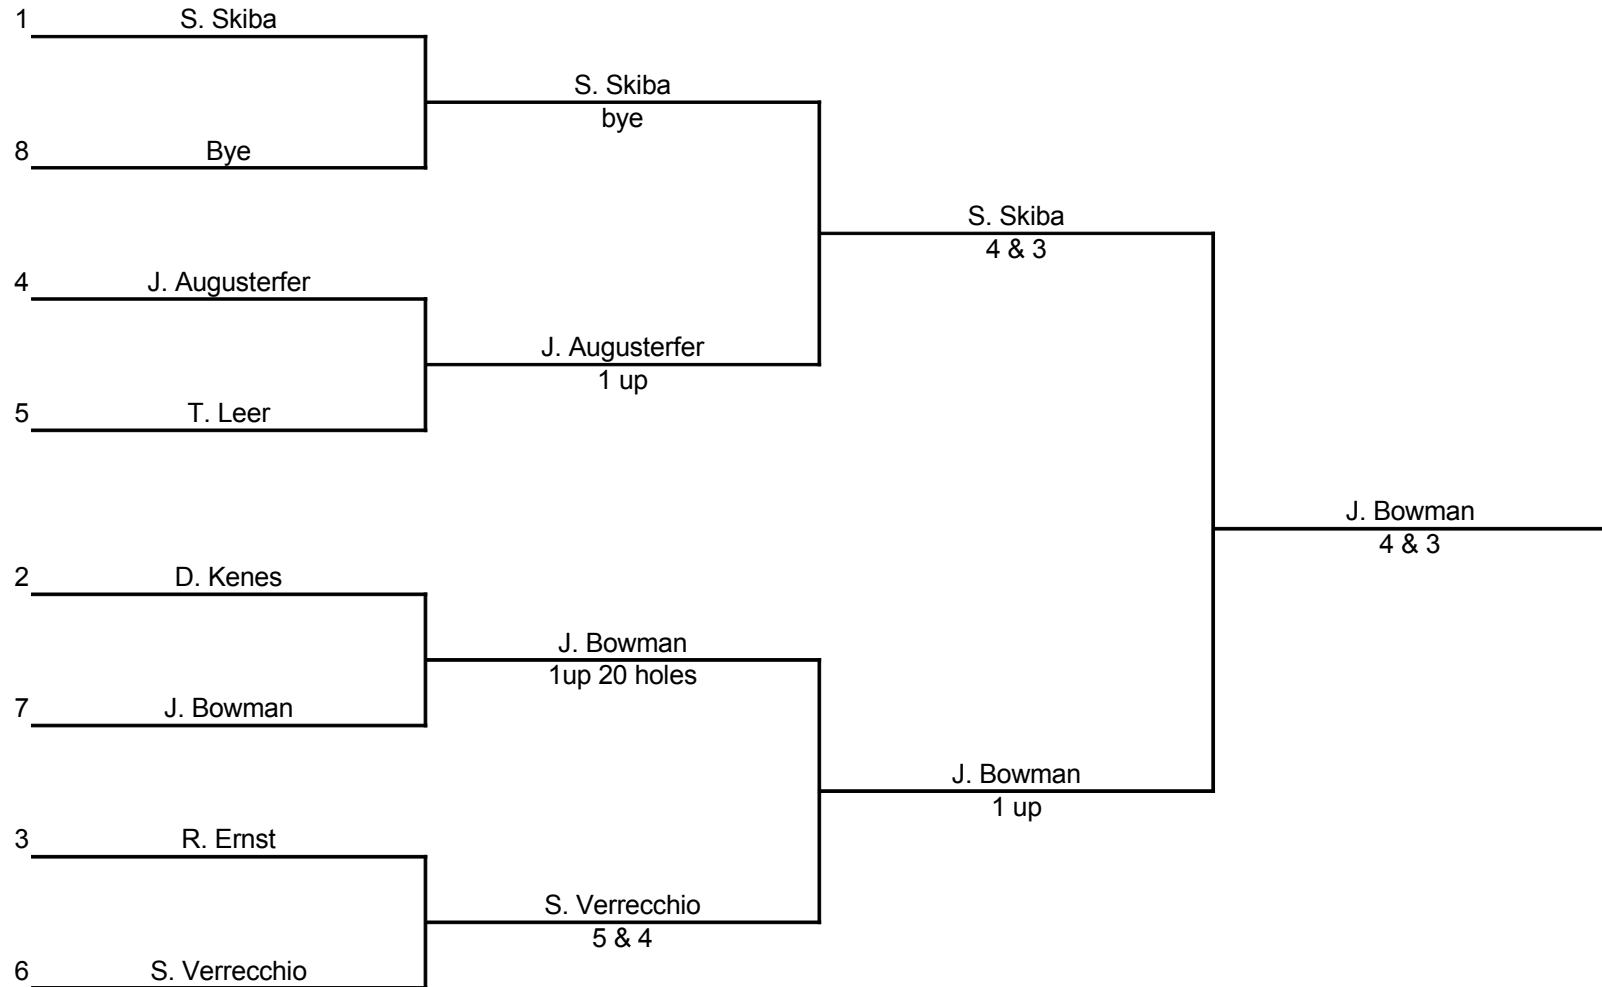 1 S. Skiba
S. Skiba
bye
8 Bye
S. Skiba
4 & 3
4 J. Augusterfer
J. Augusterfer
1 up
5 T. Leer
J. Bowman
4 & 3
2 D. Kenes
J. Bowman
1up 20 holes
7 J. Bowman
J. Bowman
1 up
3 R. Ernst
S. Verrecchio
5 & 4
6 S. Verrecchio